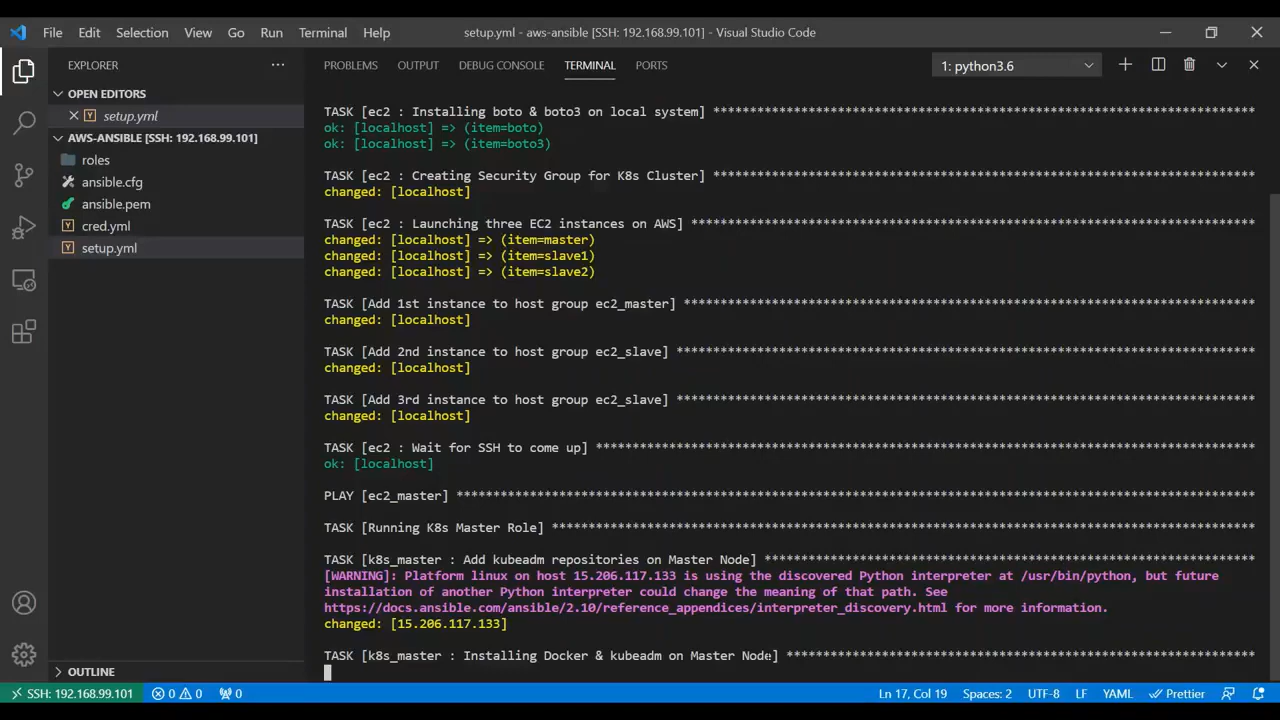 File Edit Selection View Go Run Terminal Help setup.yml - aws-ansible [SSH: 192.168.99.101] - Visual Studio Code
EXPLORER
OPEN EDITORS
setup.yml
AWS-ANSIBLE [SSH: 192.168.99.101]
roles
ansible.cfg
ansible.pem
cred.yml
setup.yml
OUTLINE
PROBLEMS OUTPUT DEBUG CONSOLE TERMINAL PORTS 1: python3.6
TASK [ec2 : Installing boto & boto3 on local system] **************************************************************************
ok: [localhost] => (item=boto)
ok: [localhost] => (item=boto3)
TASK [ec2 : Creating Security Group for K8s Cluster] **************************************************************************
changed: [localhost]
TASK [ec2 : Launching three EC2 instances on AWS] *****************************************************************************
changed: [localhost] => (item=master)
changed: [localhost] => (item=slave1)
changed: [localhost] => (item=slave2)
TASK [Add 1st instance to host group ec2_master] ******************************************************************************
changed: [localhost]
TASK [Add 2nd instance to host group ec2_slave] *******************************************************************************
changed: [localhost]
TASK [Add 3rd instance to host group ec2_slave] *******************************************************************************
changed: [localhost]
TASK [ec2 : Wait for SSH to come up] ******************************************************************************************
ok: [localhost]
PLAY [ec2_master] *************************************************************************************************************
TASK [Running K8s Master Role] ************************************************************************************************
TASK [k8s_master : Add kubeadm repositories on Master Node] *******************************************************************
[WARNING]: Platform linux on host 15.206.117.133 is using the discovered Python interpreter at /usr/bin/python, but future
installation of another Python interpreter could change the meaning of that path. See
https://docs.ansible.com/ansible/2.10/reference_appendices/interpreter_discovery.html for more information.
changed: [15.206.117.133]
TASK [k8s_master : Installing Docker & kubeadm on Master Node] ****************************************************************
SSH: 192.168.99.101 0 0 0 Ln 17, Col 19 Spaces: 2 UTF-8 LF YAML Prettier